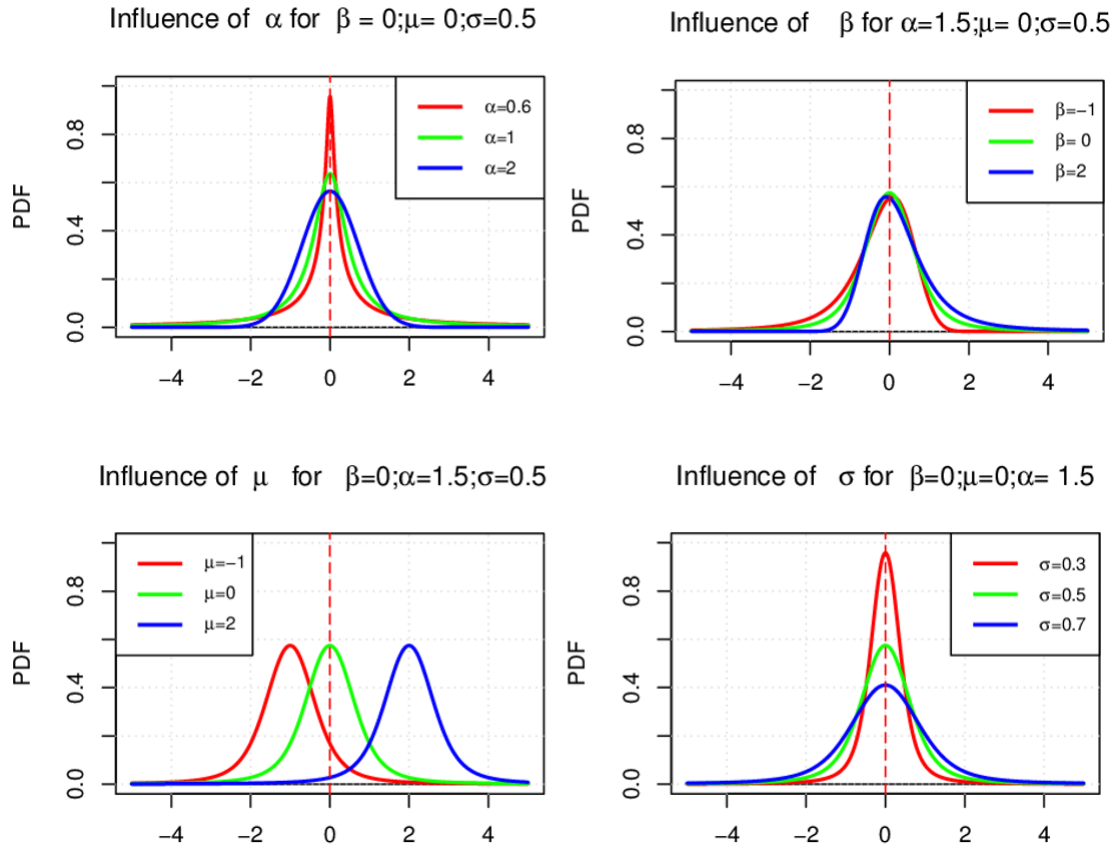 Influence of α for β = 0;μ= 0;σ=0.5
PDF
0.0
0.4
0.8
−4
−2
0
2
4
α=0.6
α=1
α=2
Influence of β for α=1.5;μ= 0;σ=0.5
PDF
0.0
0.4
0.8
−4
−2
0
2
4
β=−1
β= 0
β=2
Influence of μ for β=0;α=1.5;σ=0.5
PDF
0.0
0.4
0.8
−4
−2
0
2
4
μ=−1
μ=0
μ=2
Influence of σ for β=0;μ=0;α= 1.5
PDF
0.0
0.4
0.8
−4
−2
0
2
4
σ=0.3
σ=0.5
σ=0.7